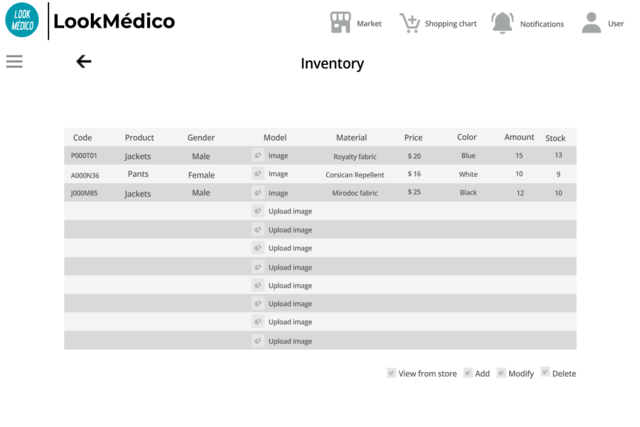 LOOK
MÉDICO
LookMédico
Market
Shopping chart
Notifications
User
Inventory
Code Product Gender Model Material Price Color Amount Stock
P000T01 Jackets Male Image Royalty fabric $ 20 Blue 15 13
A000N36 Pants Female Image Corsican Repellent $ 16 White 10 9
J000M85 Jackets Male Image Mirodoc fabric $ 25 Black 12 10
Upload image
Upload image
Upload image
Upload image
Upload image
Upload image
Upload image
Upload image
View from store Add Modify Delete